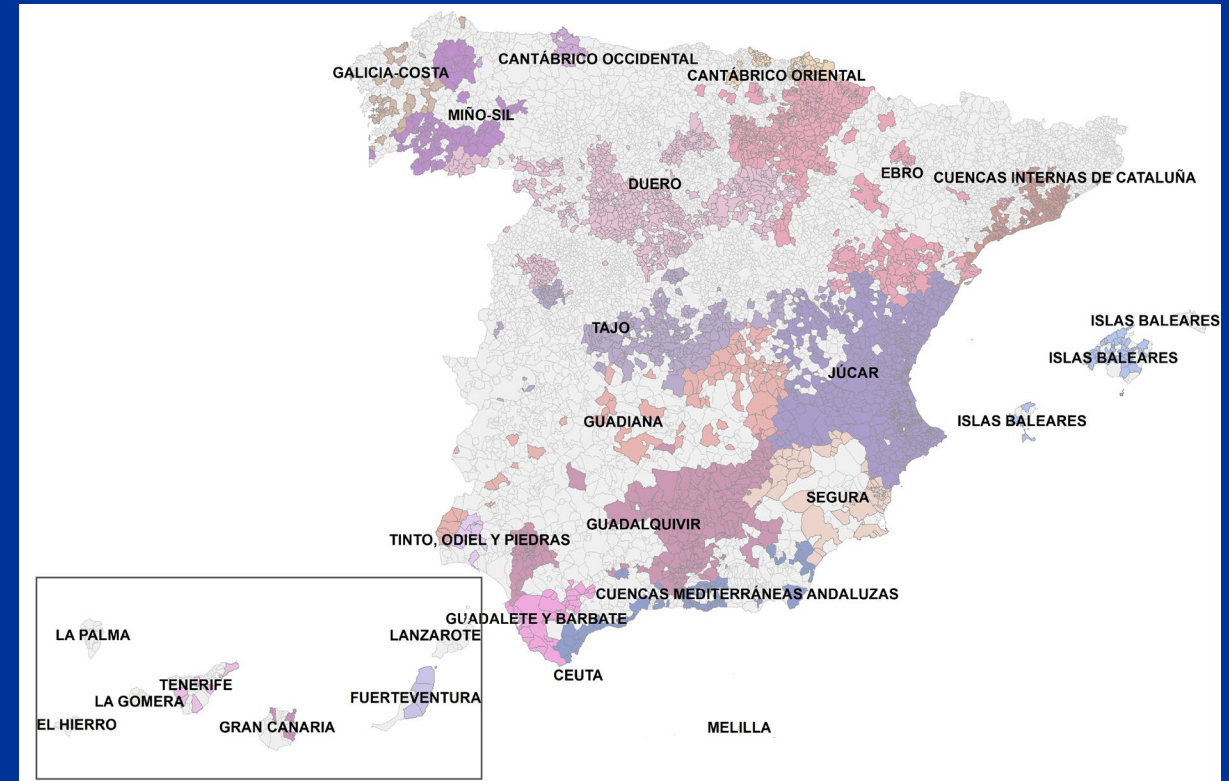 CANTÁBRICO OCCIDENTAL
GALICIA-COSTA
CANTÁBRICO ORIENTAL
MIÑO-SIL
EBRO
CUENCAS INTERNAS DE CATALUÑA
DUERO
ISLAS BALEARES
TAJO
ISLAS BALEARES
JÚCAR
GUADIANA
ISLAS BALEARES
SEGURA
GUADALQUIVIR
TINTO, ODIEL Y PIEDRAS
CUENCAS MEDITERRÁNEAS ANDALUZAS
GUADALETE Y BARBATE
LA PALMA
LANZAROTE
CEUTA
TENERIFE
LA GOMERA
FUERTEVENTURA
EL HIERRO
GRAN CANARIA
MELILLA